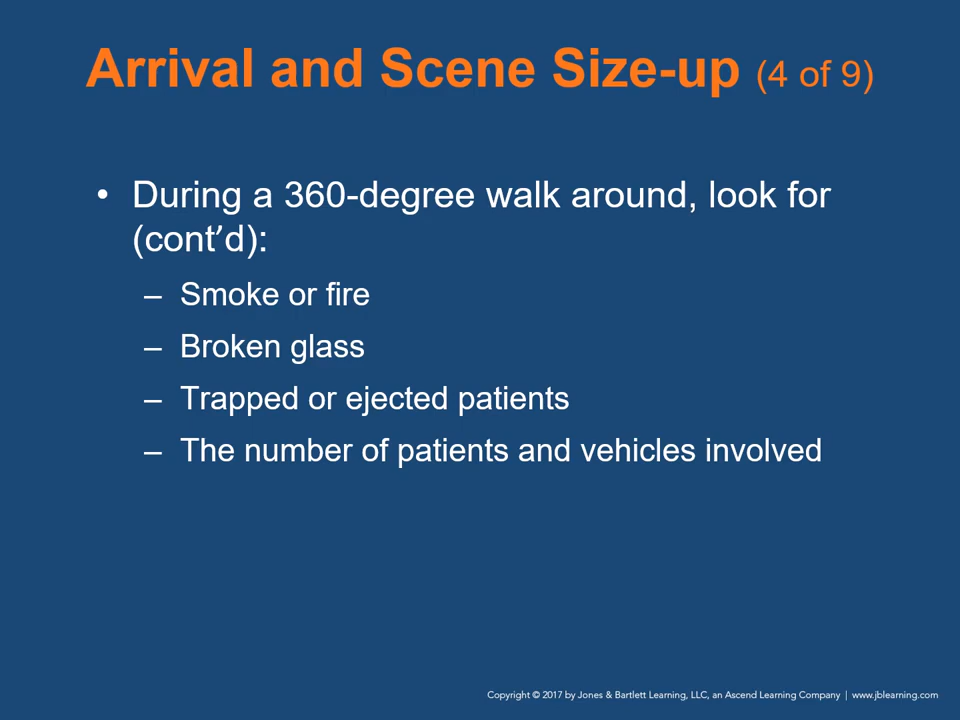 Arrival and Scene Size-up (4 of 9)
• During a 360-degree walk around, look for
(cont’d):
– Smoke or fire
– Broken glass
– Trapped or ejected patients
– The number of patients and vehicles involved
Copyright © 2017 by Jones & Bartlett Learning, LLC, an Ascend Learning Company | www.jblearning.com